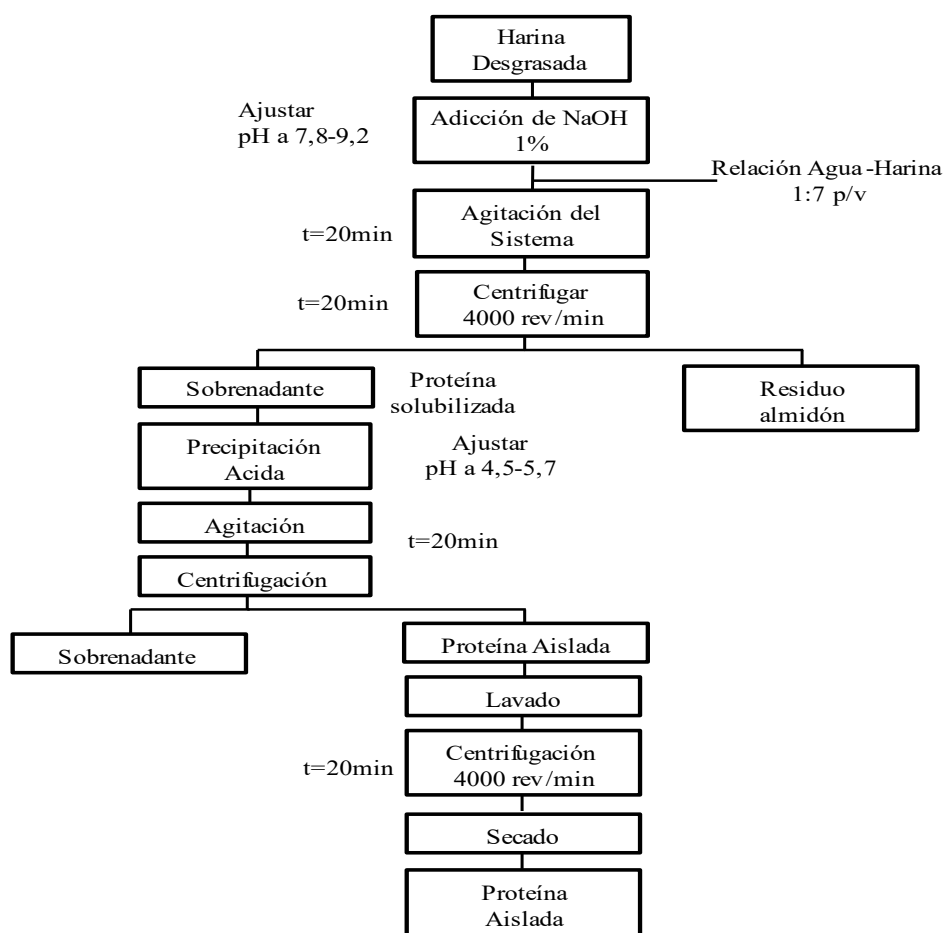 Harina
Desgrasada
Ajustar
pH a 7,8-9,2
Adicción de NaOH
1%
Relación Agua -Harina
1:7 p/v
t=20min
Agitación del
Sistema
t=20min
Centrifugar
4000 rev/min
Sobrenadante
Proteína
solubilizada
Residuo
almidón
Precipitación
Acida
Ajustar
pH a 4,5-5,7
Agitación
t=20min
Centrifugación
Sobrenadante
Proteína Aislada
Lavado
t=20min
Centrifugación
4000 rev/min
Secado
Proteína
Aislada